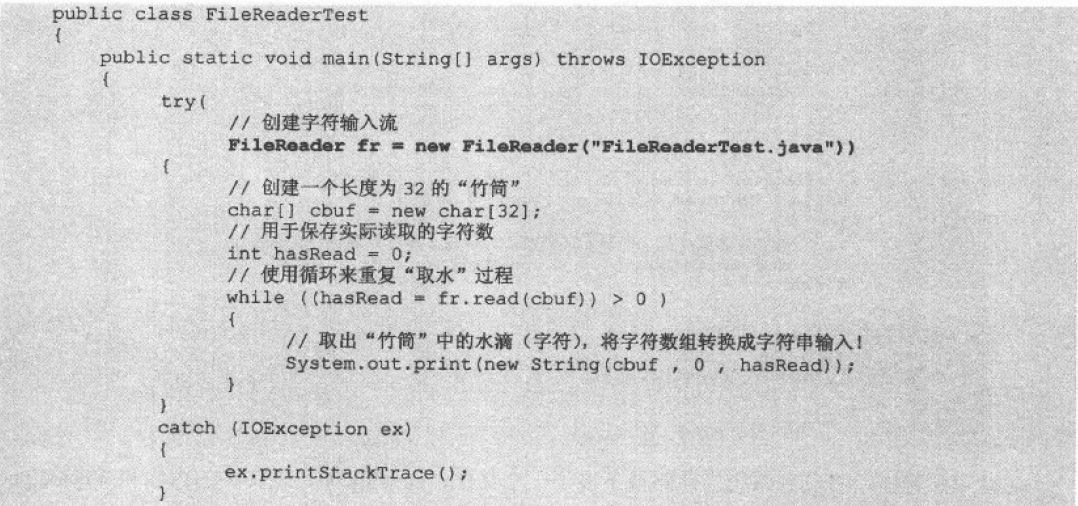 public class FileReaderTest
{
public static void main(String[] args) throws IOException
{
try(
// 创建字符输入流
FileReader fr = new FileReader("FileReaderTest.java"))
{
// 创建一个长度为 32 的“竹筒”
char[] cbuf = new char[32];
// 用于保存实际读取的字符数
int hasRead = 0;
// 使用循环来重复“取水”过程
while ((hasRead = fr.read(cbuf)) > 0 )
{
// 取出“竹筒”中的水滴（字符），将字符数组转换成字符串输入！
System.out.print(new String(cbuf , 0 , hasRead));
}
}
catch (IOException ex)
{
ex.printStackTrace();
}